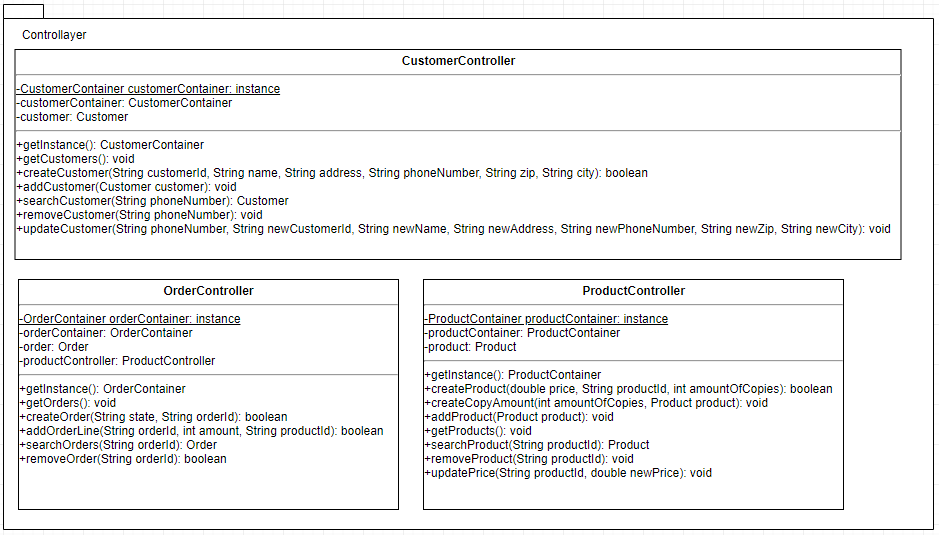 Controllayer
CustomerController
-CustomerContainer customerContainer: instance
-customerContainer: CustomerContainer
-customer: Customer
+getInstance(): CustomerContainer
+getCustomers(): void
+createCustomer(String customerId, String name, String address, String phoneNumber, String zip, String city): boolean
+addCustomer(Customer customer): void
+searchCustomer(String phoneNumber): Customer
+removeCustomer(String phoneNumber): void
+updateCustomer(String phoneNumber, String newCustomerId, String newName, String newAddress, String newPhoneNumber, String newZip, String newCity): void
OrderController
-OrderContainer orderContainer: instance
-orderContainer: OrderContainer
-order: Order
-productController: ProductController
+getInstance(): OrderContainer
+getOrders(): void
+createOrder(String state, String orderId): boolean
+addOrderLine(String orderId, int amount, String productId): boolean
+searchOrders(String orderId): Order
+removeOrder(String orderId): boolean
ProductController
-ProductContainer productContainer: instance
-productContainer: ProductContainer
-product: Product
+getInstance(): ProductContainer
+createProduct(double price, String productId, int amountOfCopies): boolean
+createCopyAmount(int amountOfCopies, Product product): void
+addProduct(Product product): void
+getProducts(): void
+searchProduct(String productId): Product
+removeProduct(String productId): void
+updatePrice(String productId, double newPrice): void